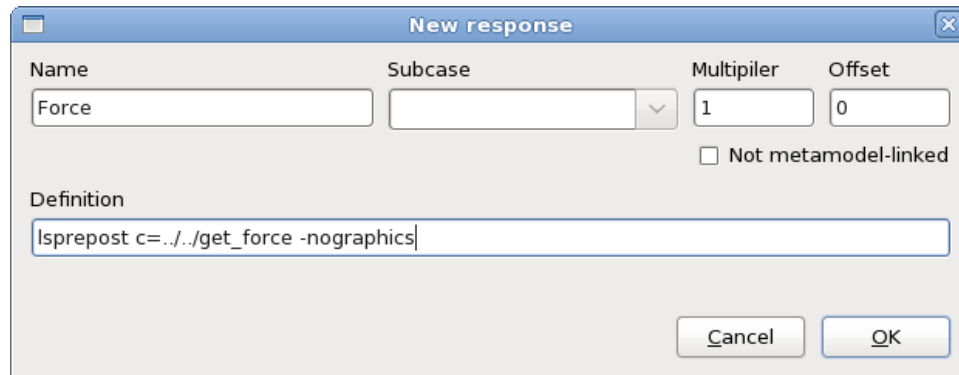 New response
Name Subcase Multipiler Offset
Force 1 0
Not metamodel-linked
Definition
lsprepost c=../../get_force -nographics
Cancel OK